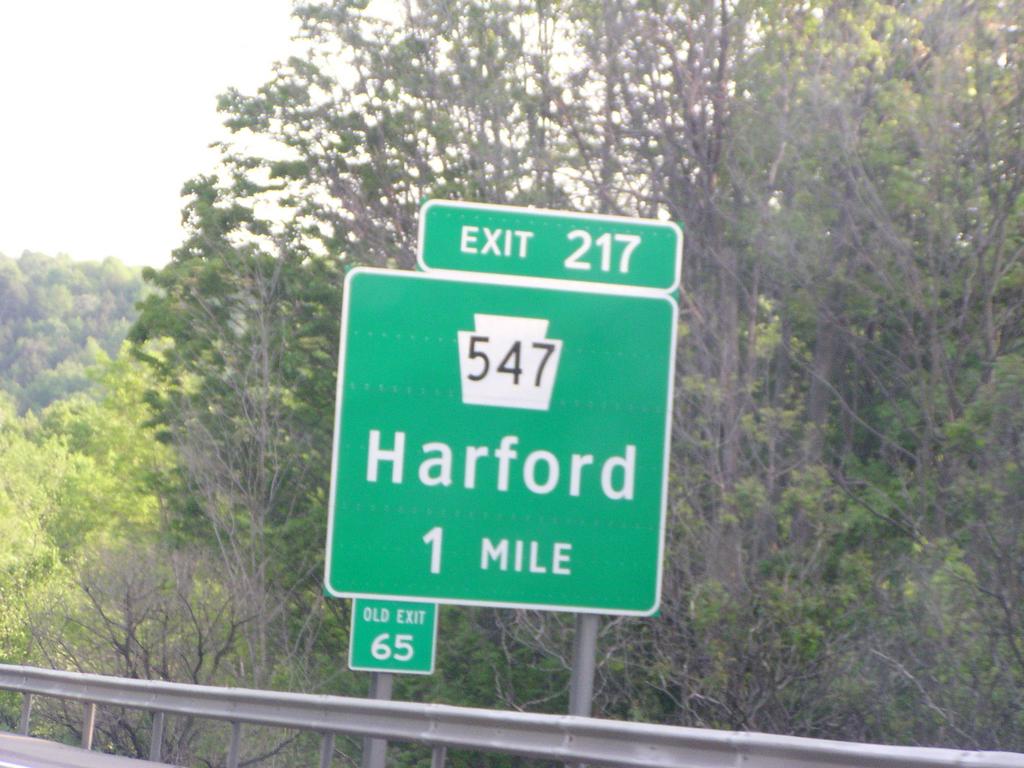 EXIT 217
547
Harford
1 MILE
OLD EXIT
65